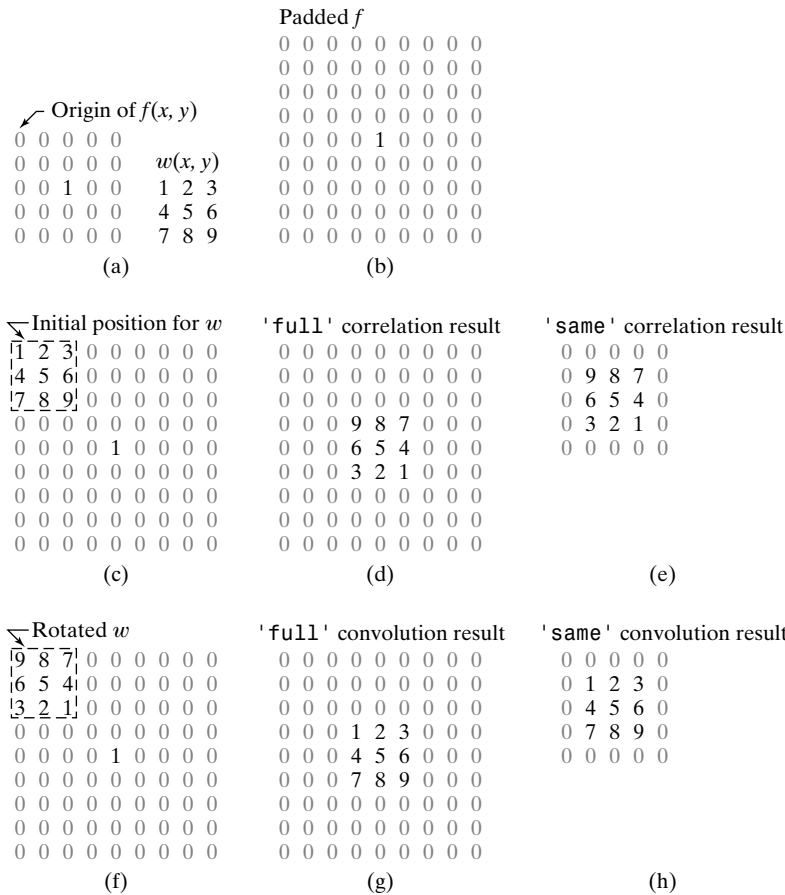 Padded f
0 0 0 0 0 0 0 0 0
0 0 0 0 0 0 0 0 0
0 0 0 0 0 0 0 0 0
0 0 0 0 0 0 0 0 0
0 0 0 0 1 0 0 0 0
0 0 0 0 0 0 0 0 0
0 0 0 0 0 0 0 0 0
0 0 0 0 0 0 0 0 0
0 0 0 0 0 0 0 0 0
(b)
Origin of f(x, y)
0 0 0 0 0
0 0 0 0 0
0 0 1 0 0
0 0 0 0 0
0 0 0 0 0
w(x, y)
1 2 3
4 5 6
7 8 9
(a)
Initial position for w
1 2 3 0 0 0 0 0 0
4 5 6 0 0 0 0 0 0
7 8 9 0 0 0 0 0 0
0 0 0 0 0 0 0 0 0
0 0 0 0 1 0 0 0 0
0 0 0 0 0 0 0 0 0
0 0 0 0 0 0 0 0 0
0 0 0 0 0 0 0 0 0
0 0 0 0 0 0 0 0 0
(c)
'full' correlation result
0 0 0 0 0 0 0 0 0
0 0 0 0 0 0 0 0 0
0 0 0 0 0 0 0 0 0
0 0 0 9 8 7 0 0 0
0 0 0 6 5 4 0 0 0
0 0 0 3 2 1 0 0 0
0 0 0 0 0 0 0 0 0
0 0 0 0 0 0 0 0 0
0 0 0 0 0 0 0 0 0
(d)
'same' correlation result
0 0 0 0 0
0 9 8 7 0
0 6 5 4 0
0 3 2 1 0
0 0 0 0 0
(e)
Rotated w
9 8 7 0 0 0 0 0 0
6 5 4 0 0 0 0 0 0
3 2 1 0 0 0 0 0 0
0 0 0 0 0 0 0 0 0
0 0 0 0 1 0 0 0 0
0 0 0 0 0 0 0 0 0
0 0 0 0 0 0 0 0 0
0 0 0 0 0 0 0 0 0
0 0 0 0 0 0 0 0 0
(f)
'full' convolution result
0 0 0 0 0 0 0 0 0
0 0 0 0 0 0 0 0 0
0 0 0 0 0 0 0 0 0
0 0 0 1 2 3 0 0 0
0 0 0 4 5 6 0 0 0
0 0 0 7 8 9 0 0 0
0 0 0 0 0 0 0 0 0
0 0 0 0 0 0 0 0 0
0 0 0 0 0 0 0 0 0
(g)
'same' convolution result
0 0 0 0 0
0 1 2 3 0
0 4 5 6 0
0 7 8 9 0
0 0 0 0 0
(h)